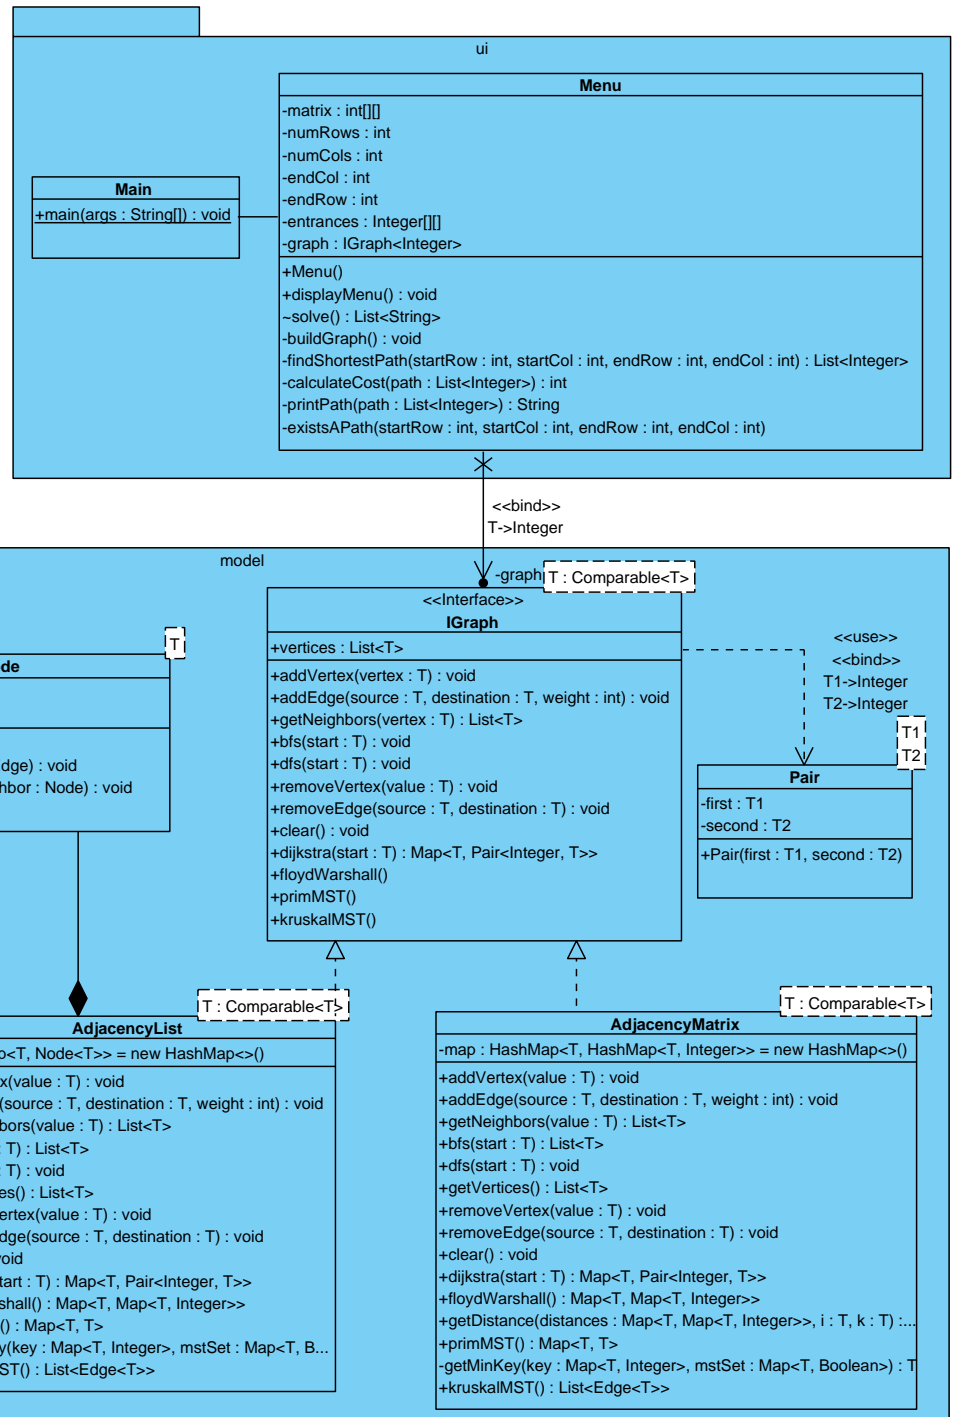 ui
Menu
-matrix : int[][]
-numRows : int
-numCols : int
-endCol : int
-endRow : int
-entrances : Integer[][]
-graph : IGraph<Integer>
+Menu()
+displayMenu() : void
~solve() : List<String>
-buildGraph() : void
-findShortestPath(startRow : int, startCol : int, endRow : int, endCol : int) : List<Integer>
-calculateCost(path : List<Integer>) : int
-printPath(path : List<Integer>) : String
-existsAPath(startRow : int, startCol : int, endRow : int, endCol : int)
Main
+main(args : String[]) : void
<<bind>>
T->Integer
model
-graph
T : Comparable<T>
<<Interface>>
IGraph
+vertices : List<T>
+addVertex(vertex : T) : void
+addEdge(source : T, destination : T, weight : int) : void
+getNeighbors(vertex : T) : List<T>
+bfs(start : T) : void
+dfs(start : T) : void
+removeVertex(value : T) : void
+removeEdge(source : T, destination : T) : void
+clear() : void
+dijkstra(start : T) : Map<T, Pair<Integer, T>>
+floydWarshall()
+primMST()
+kruskalMST()
T
de
dge) : void
hbor : Node) : void
<<use>>
<<bind>>
T1->Integer
T2->Integer
T1
T2
Pair
-first : T1
-second : T2
+Pair(first : T1, second : T2)
T : Comparable<T>
AdjacencyList
o<T, Node<T>> = new HashMap<>()
x(value : T) : void
(source : T, destination : T, weight : int) : void
bors(value : T) : List<T>
: T) : List<T>
: T) : void
es() : List<T>
ertex(value : T) : void
dge(source : T, destination : T) : void
void
tart : T) : Map<T, Pair<Integer, T>>
shall() : Map<T, Map<T, Integer>>
() : Map<T, T>
y(key : Map<T, Integer>, mstSet : Map<T, B...
ST() : List<Edge<T>>
T : Comparable<T>
AdjacencyMatrix
-map : HashMap<T, HashMap<T, Integer>> = new HashMap<>()
+addVertex(value : T) : void
+addEdge(source : T, destination : T, weight : int) : void
+getNeighbors(value : T) : List<T>
+bfs(start : T) : List<T>
+dfs(start : T) : void
+getVertices() : List<T>
+removeVertex(value : T) : void
+removeEdge(source : T, destination : T) : void
+clear() : void
+dijkstra(start : T) : Map<T, Pair<Integer, T>>
+floydWarshall() : Map<T, Map<T, Integer>>
+getDistance(distances : Map<T, Map<T, Integer>>, i : T, k : T) :...
+primMST() : Map<T, T>
-getMinKey(key : Map<T, Integer>, mstSet : Map<T, Boolean>) : T
+kruskalMST() : List<Edge<T>>